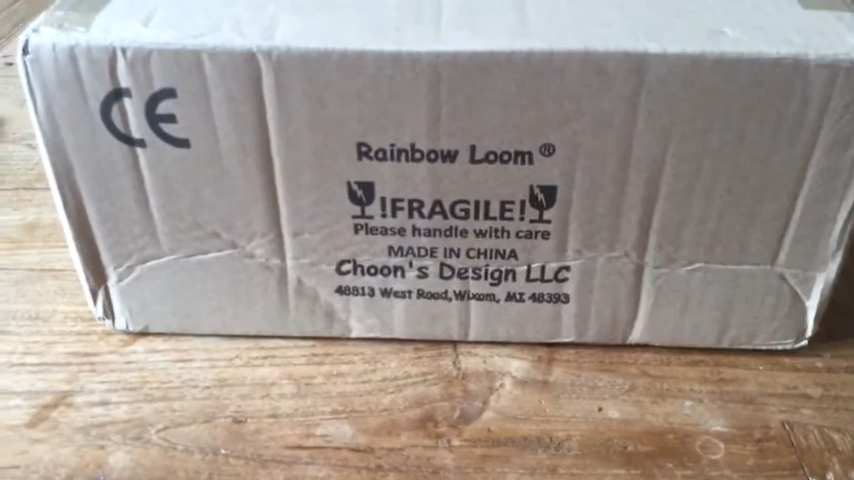 CE
Rainbow Loom®
!FRAGILE!
Please handle with care
MADE IN CHINA
Choon's Design LLC
48813 West Road, Wixom, MI 48393